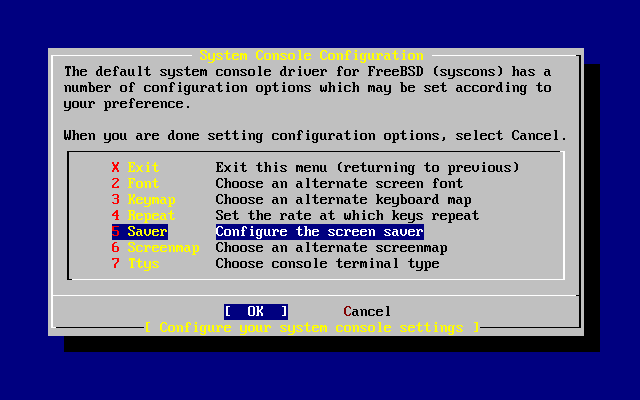 System Console Configuration
The default system console driver for FreeBSD (syscons) has a
number of configuration options which may be set according to
your preference.
When you are done setting configuration options, select Cancel.
X Exit Exit this menu (returning to previous)
2 Font Choose an alternate screen font
3 Keymap Choose an alternate keyboard map
4 Repeat Set the rate at which keys repeat
5 Saver Configure the screen saver
6 Screenmap Choose an alternate screenmap
7 Ttys Choose console terminal type
[ OK ] Cancel
[ Configure your system console settings ]